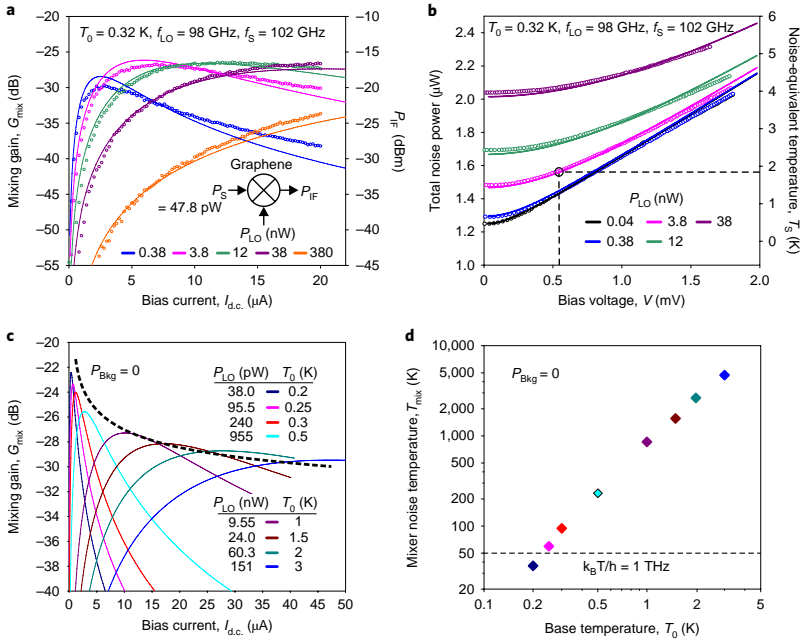 a
T0 = 0.32 K, fLO = 98 GHz, fS = 102 GHz
Mixing gain, Gmix (dB)
−20
−25
−30
−35
−40
−45
−50
−55
−10
−15
−20
−25
−30
−35
−40
−45
PIF (dBm)
Graphene
PS
PIF
= 47.8 pW
PLO (nW)
0.38 3.8 12 38 380
0 5 10 15 20
Bias current, Id.c. (μA)
b
T0 = 0.32 K, fLO = 98 GHz, fS = 102 GHz
Total noise power (μW)
2.4
2.2
2.0
1.8
1.6
1.4
1.2
1.0
6
5
4
3
2
1
0
Noise-equivalent temperature, TS (K)
PLO (nW)
0.04 3.8 38
0.38 12
0 0.5 1.0 1.5 2.0
Bias voltage, V (mV)
c
PBkg = 0
Mixing gain, Gmix (dB)
−20
−22
−24
−26
−28
−30
−32
−34
−36
−38
−40
PLO (pW) T0 (K)
38.0 0.2
95.5 0.25
240 0.3
955 0.5
PLO (nW) T0 (K)
9.55 1
24.0 1.5
60.3 2
151 3
0 5 10 15 20 25 30 35 40 45 50
Bias current, Id.c. (μA)
d
PBkg = 0
Mixer noise temperature, Tmix (K)
10,000
5,000
2,000
1,000
500
200
100
50
20
kBT/h = 1 THz
0.1 0.2 0.5 1 2 5
Base temperature, T0 (K)